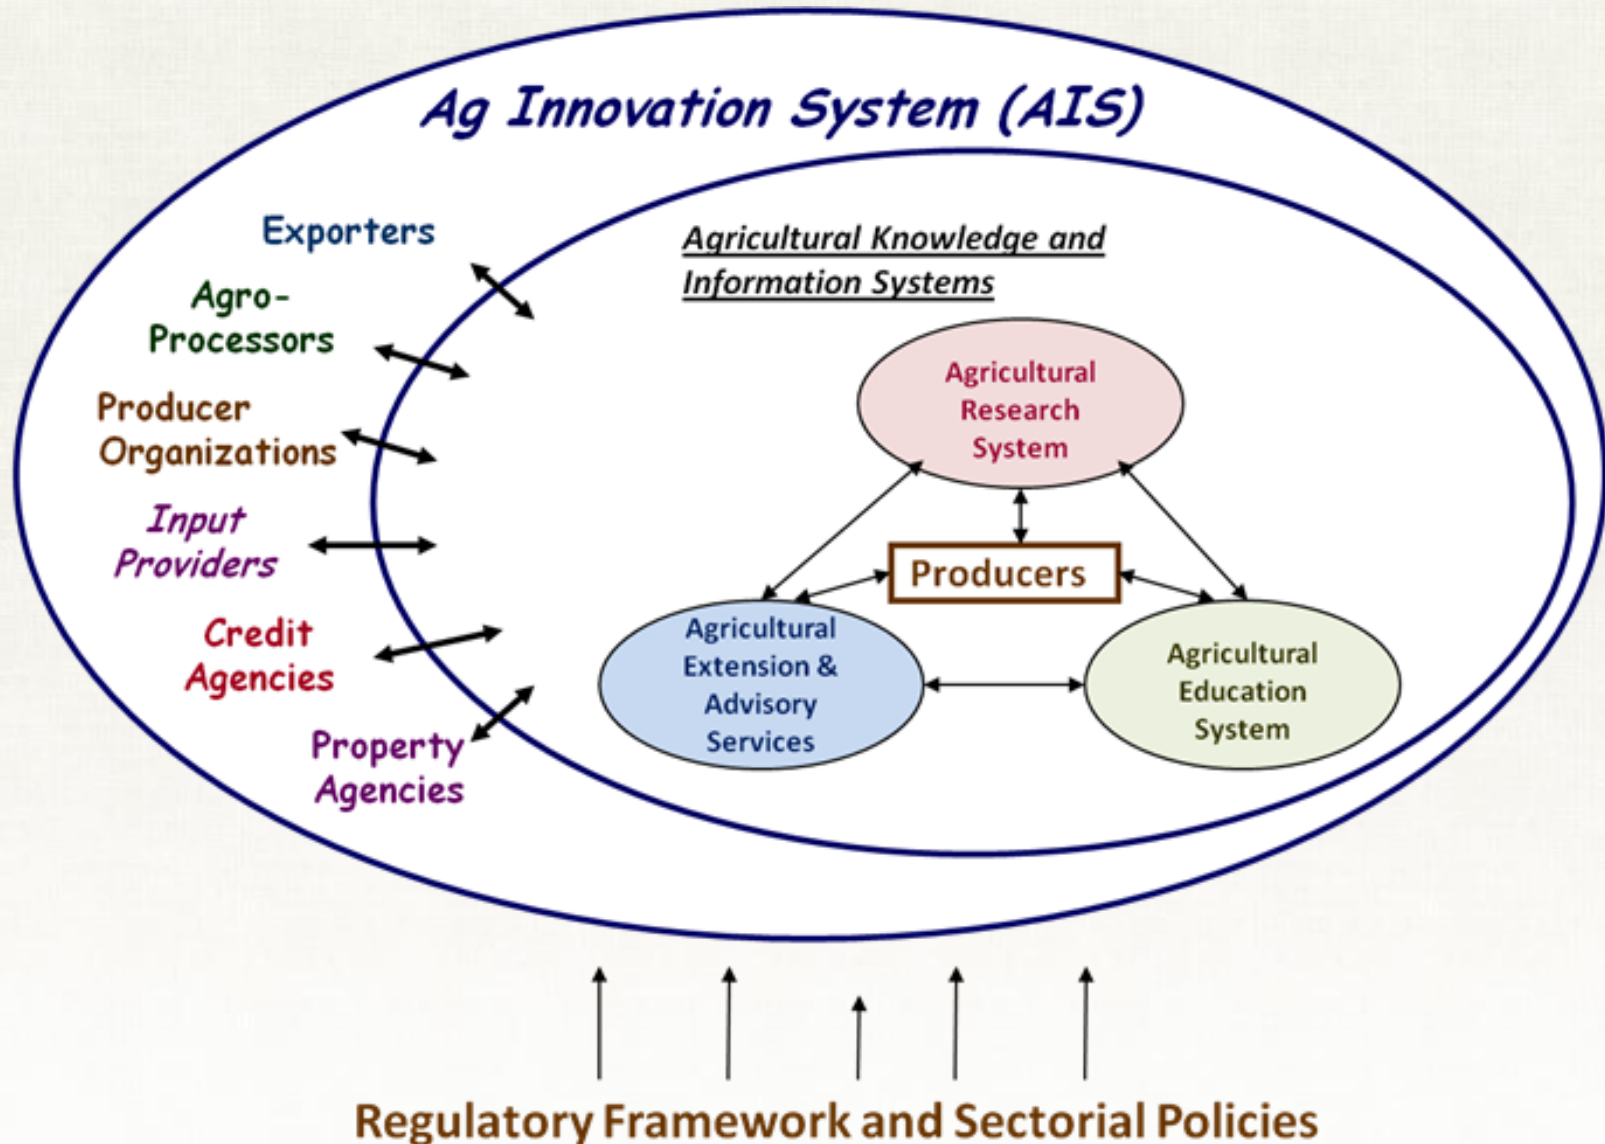 Ag Innovation System (AIS)
Exporters
Agro-
Processors
Producer
Organizations
Input
Providers
Credit
Agencies
Property
Agencies
Agricultural Knowledge and
Information Systems
Agricultural
Research
System
Producers
Agricultural
Extension &
Advisory
Services
Agricultural
Education
System
Regulatory Framework and Sectorial Policies